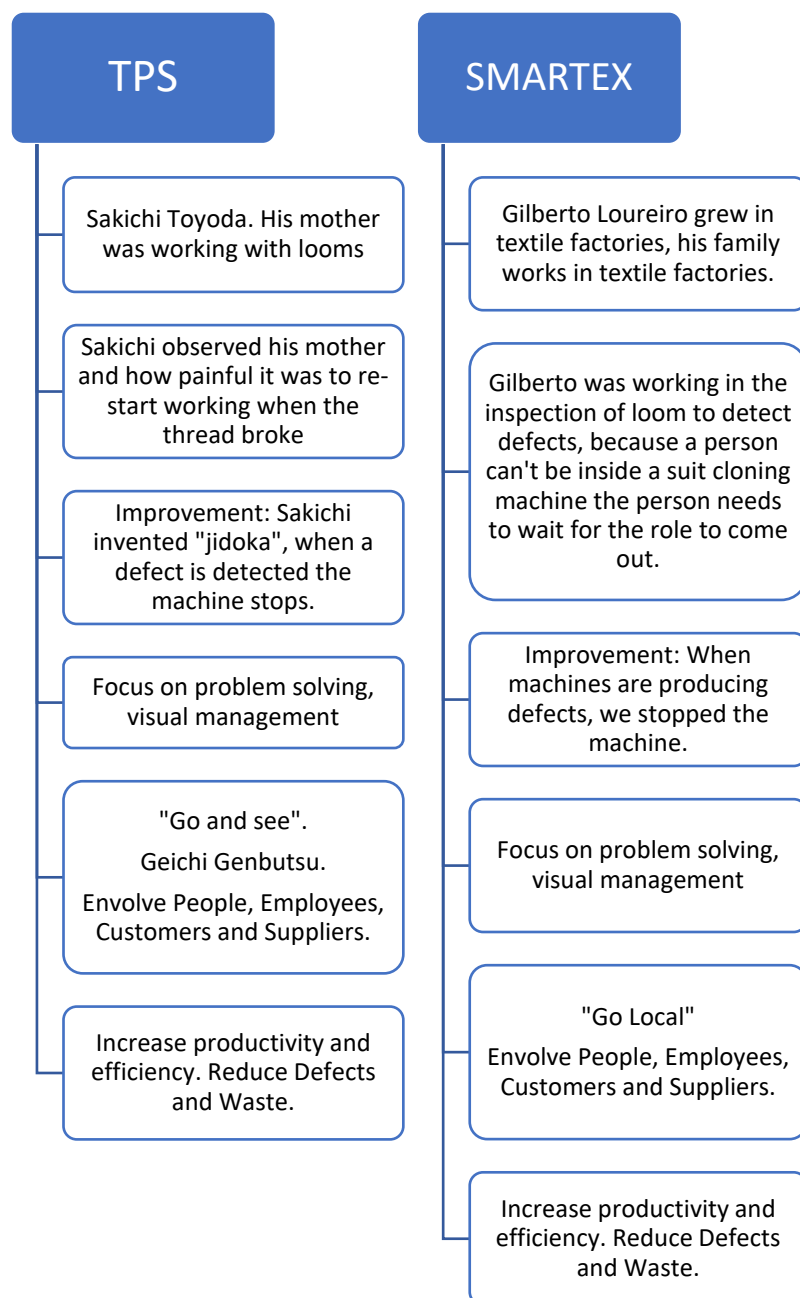 TPS
Sakichi Toyoda. His mother
was working with looms
Sakichi observed his mother
and how painful it was to re-
start working when the
thread broke
Improvement: Sakichi
invented "jidoka", when a
defect is detected the
machine stops.
Focus on problem solving,
visual management
"Go and see".
Geichi Genbutsu.
Envolve People, Employees,
Customers and Suppliers.
Increase productivity and
efficiency. Reduce Defects
and Waste.
SMARTEX
Gilberto Loureiro grew in
textile factories, his family
works in textile factories.
Gilberto was working in the
inspection of loom to detect
defects, because a person
can't be inside a suit cloning
machine the person needs
to wait for the role to come
out.
Improvement: When
machines are producing
defects, we stopped the
machine.
Focus on problem solving,
visual management
"Go Local"
Envolve People, Employees,
Customers and Suppliers.
Increase productivity and
efficiency. Reduce Defects
and Waste.